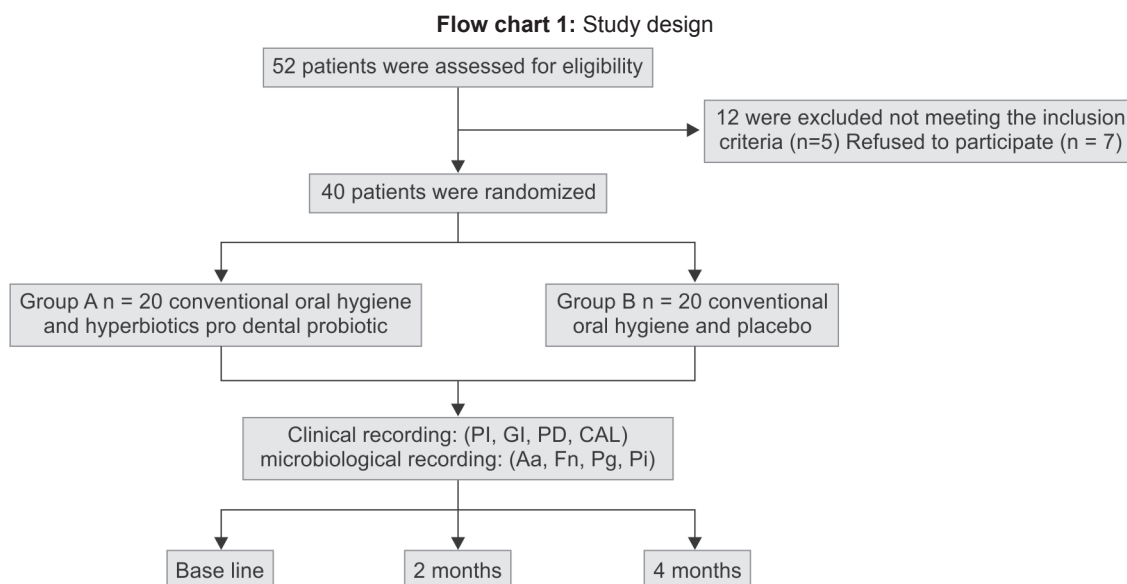 Flow chart 1: Study design
52 patients were assessed for eligibility
12 were excluded not meeting the inclusion
criteria (n=5) Refused to participate (n = 7)
40 patients were randomized
Group A n = 20 conventional oral hygiene
and hyperbiotics pro dental probiotic
Group B n = 20 conventional
oral hygiene and placebo
Clinical recording: (PI, GI, PD, CAL)
microbiological recording: (Aa, Fn, Pg, Pi)
Base line
2 months
4 months